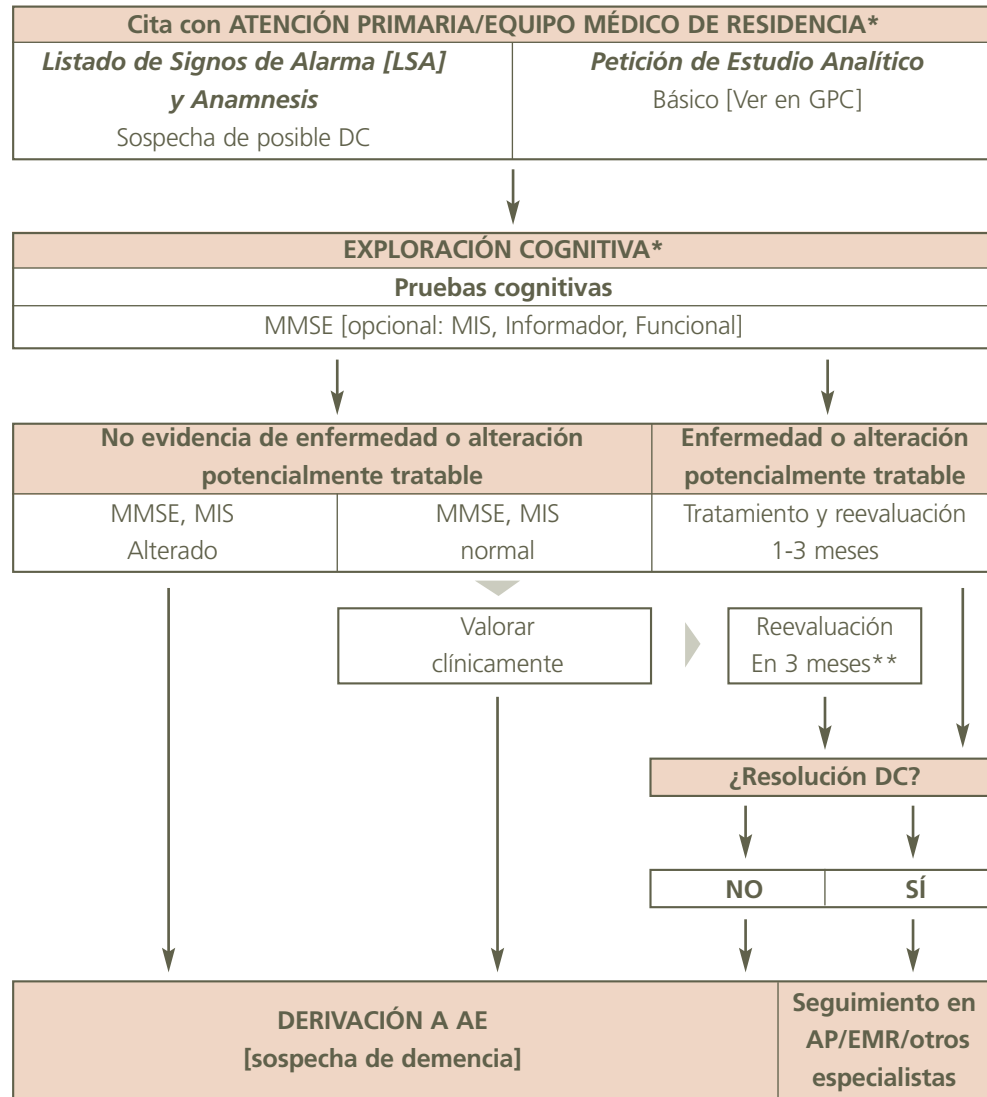 Cita con ATENCIÓN PRIMARIA/EQUIPO MÉDICO DE RESIDENCIA*
Listado de Signos de Alarma [LSA]
y Anamnesis
Sospecha de posible DC
Petición de Estudio Analítico
Básico [Ver en GPC]
EXPLORACIÓN COGNITIVA*
Pruebas cognitivas
MMSE [opcional: MIS, Informador, Funcional]
No evidencia de enfermedad o alteración
potencialmente tratable
Enfermedad o alteración
potencialmente tratable
MMSE, MIS
Alterado
MMSE, MIS
normal
Tratamiento y reevaluación
1-3 meses
Valorar
clínicamente
Reevaluación
En 3 meses**
¿Resolución DC?
NO
SÍ
DERIVACIÓN A AE
[sospecha de demencia]
Seguimiento en
AP/EMR/otros
especialistas